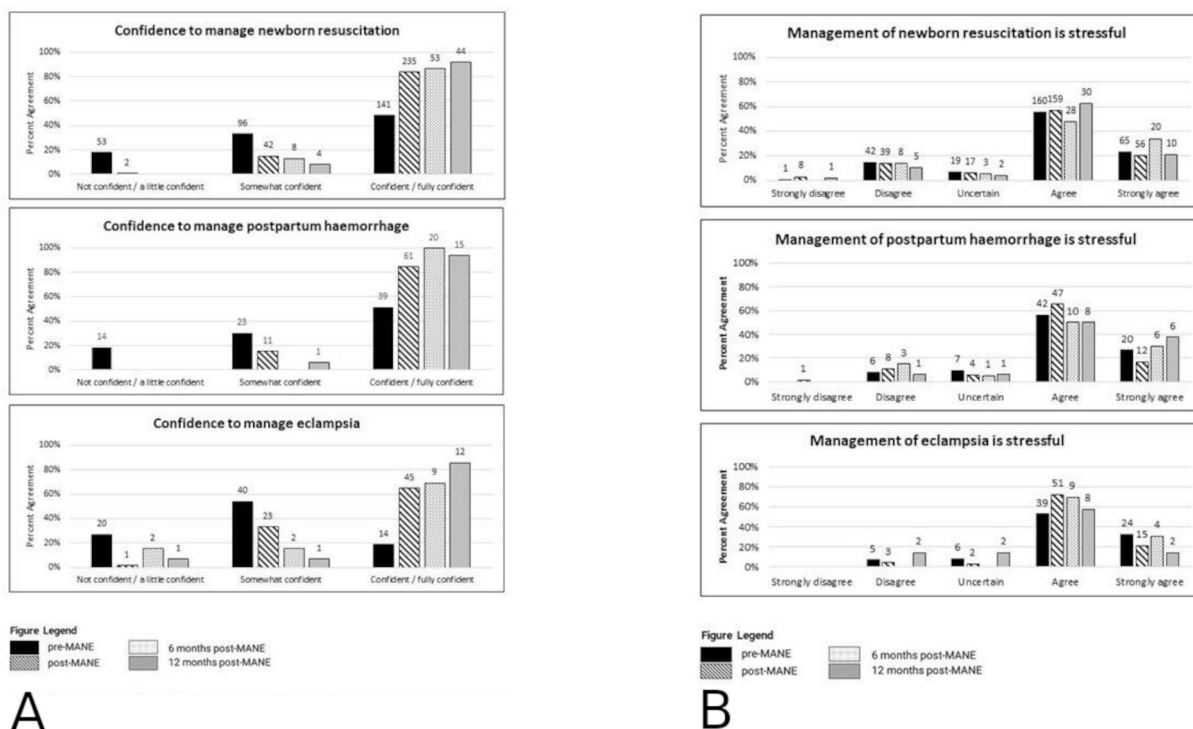 Confidence to manage newborn resuscitation
Percent Agreement
100%
80%
60%
40%
20%
0%
53 2
96 42 8 4
141 235 53 44
Not confident / a little confident Somewhat confident Confident / fully confident
Confidence to manage postpartum haemorrhage
Percent Agreement
100%
80%
60%
40%
20%
0%
14
23 11 1
39 61 20 15
Not confident / a little confident Somewhat confident Confident / fully confident
Confidence to manage eclampsia
Percent Agreement
100%
80%
60%
40%
20%
0%
20 1 2 1
40 23 2 1
14 45 9 12
Not confident / a little confident Somewhat confident Confident / fully confident
Figure Legend
pre-MANE 6 months post-MANE
post-MANE 12 months post-MANE
A
Management of newborn resuscitation is stressful
Percent Agreement
100%
80%
60%
40%
20%
0%
1 8 1
42 39 8 5
19 17 3 2
160 159 28 30
65 56 20 10
Strongly disagree Disagree Uncertain Agree Strongly agree
Management of postpartum haemorrhage is stressful
Percent Agreement
100%
80%
60%
40%
20%
0%
1
6 8 3 1
7 4 1 1
42 47 10 8
20 12 6 6
Strongly disagree Disagree Uncertain Agree Strongly agree
Management of eclampsia is stressful
Percent Agreement
100%
80%
60%
40%
20%
0%
5 3 2
6 2 2
39 51 9 8
24 15 4 2
Strongly disagree Disagree Uncertain Agree Strongly agree
Figure Legend
pre-MANE 6 months post-MANE
post-MANE 12 months post-MANE
B